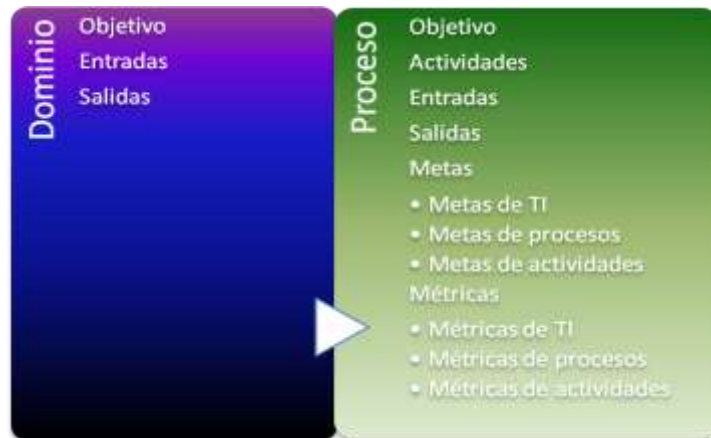 Dominio
Objetivo
Entradas
Salidas
Proceso
Objetivo
Actividades
Entradas
Salidas
Metas
• Metas de TI
• Metas de procesos
• Metas de actividades
Métricas
• Métricas de TI
• Métricas de procesos
• Métricas de actividades